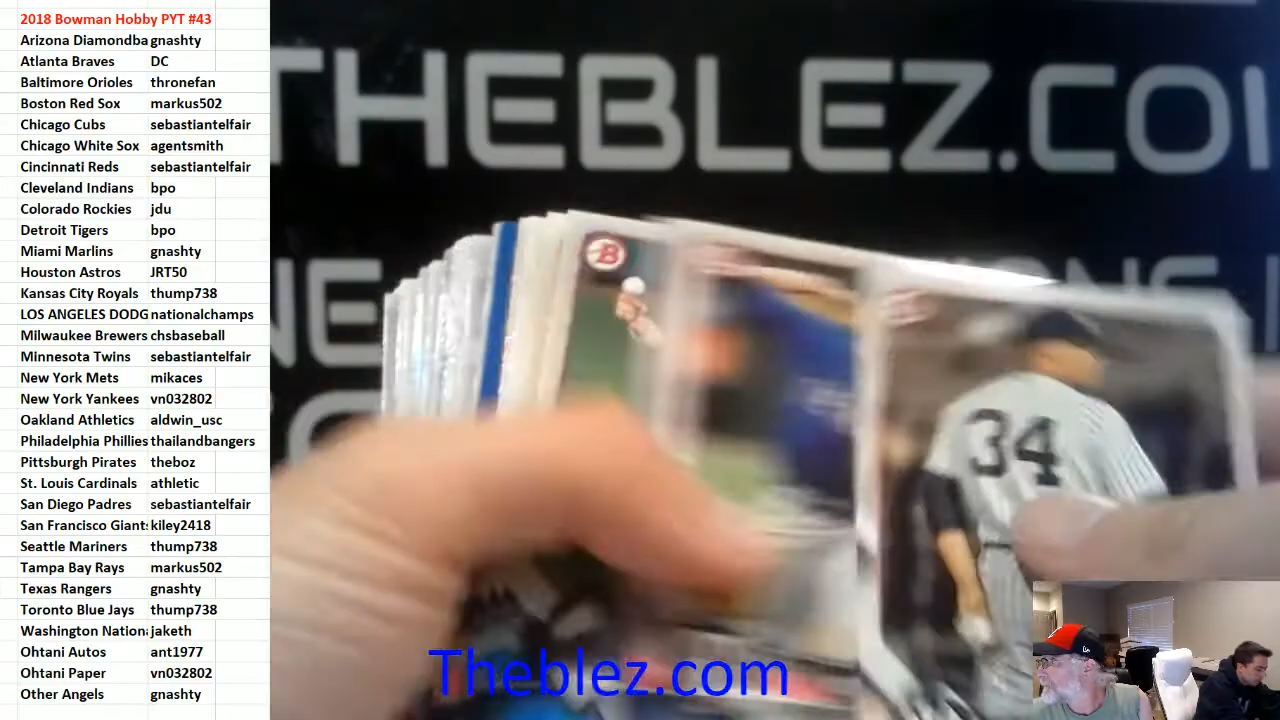 2018 Bowman Hobby PYT #43
Arizona Diamondba gnashty
Atlanta Braves DC
Baltimore Orioles thronefan
Boston Red Sox markus502
Chicago Cubs sebastiantelfair
Chicago White Sox agentsmith
Cincinnati Reds sebastiantelfair
Cleveland Indians bpo
Colorado Rockies jdu
Detroit Tigers bpo
Miami Marlins gnashty
Houston Astros JRT50
Kansas City Royals thump738
LOS ANGELES DODG nationalchamps
Milwaukee Brewers chsbaseball
Minnesota Twins sebastiantelfair
New York Mets mikaces
New York Yankees vn032802
Oakland Athletics aldwin_usc
Philadelphia Phillies thailandbangers
Pittsburgh Pirates theboz
St. Louis Cardinals athletic
San Diego Padres sebastiantelfair
San Francisco Giants kiley2418
Seattle Mariners thump738
Tampa Bay Rays markus502
Texas Rangers gnashty
Toronto Blue Jays thump738
Washington Nation jaketh
Ohtani Autos ant1977
Ohtani Paper vn032802
Other Angels gnashty
THEBLEZ.CO
B
34
Theblez.com